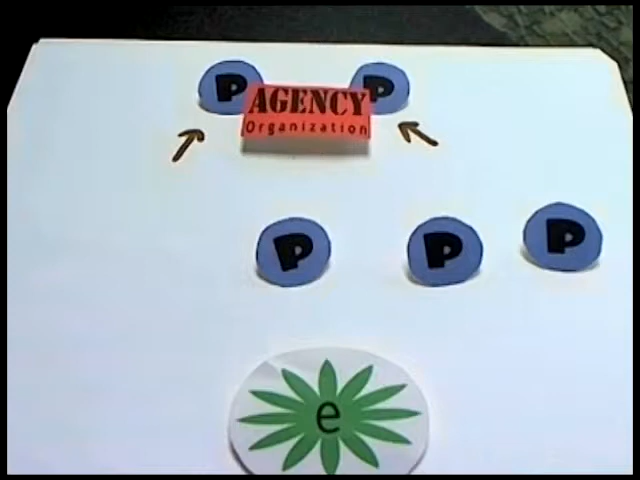 P P
AGENCY
Organization
P P P
e